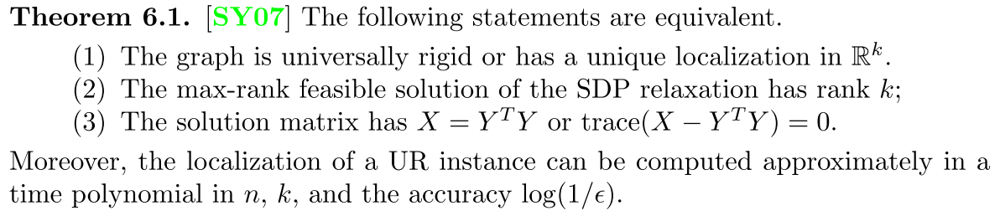 Theorem 6.1. [SY07] The following statements are equivalent.
(1) The graph is universally rigid or has a unique localization in ℝᵏ.
(2) The max-rank feasible solution of the SDP relaxation has rank k;
(3) The solution matrix has X = YᵀY or trace(X − YᵀY) = 0.
Moreover, the localization of a UR instance can be computed approximately in a
time polynomial in n, k, and the accuracy log(1/ϵ).